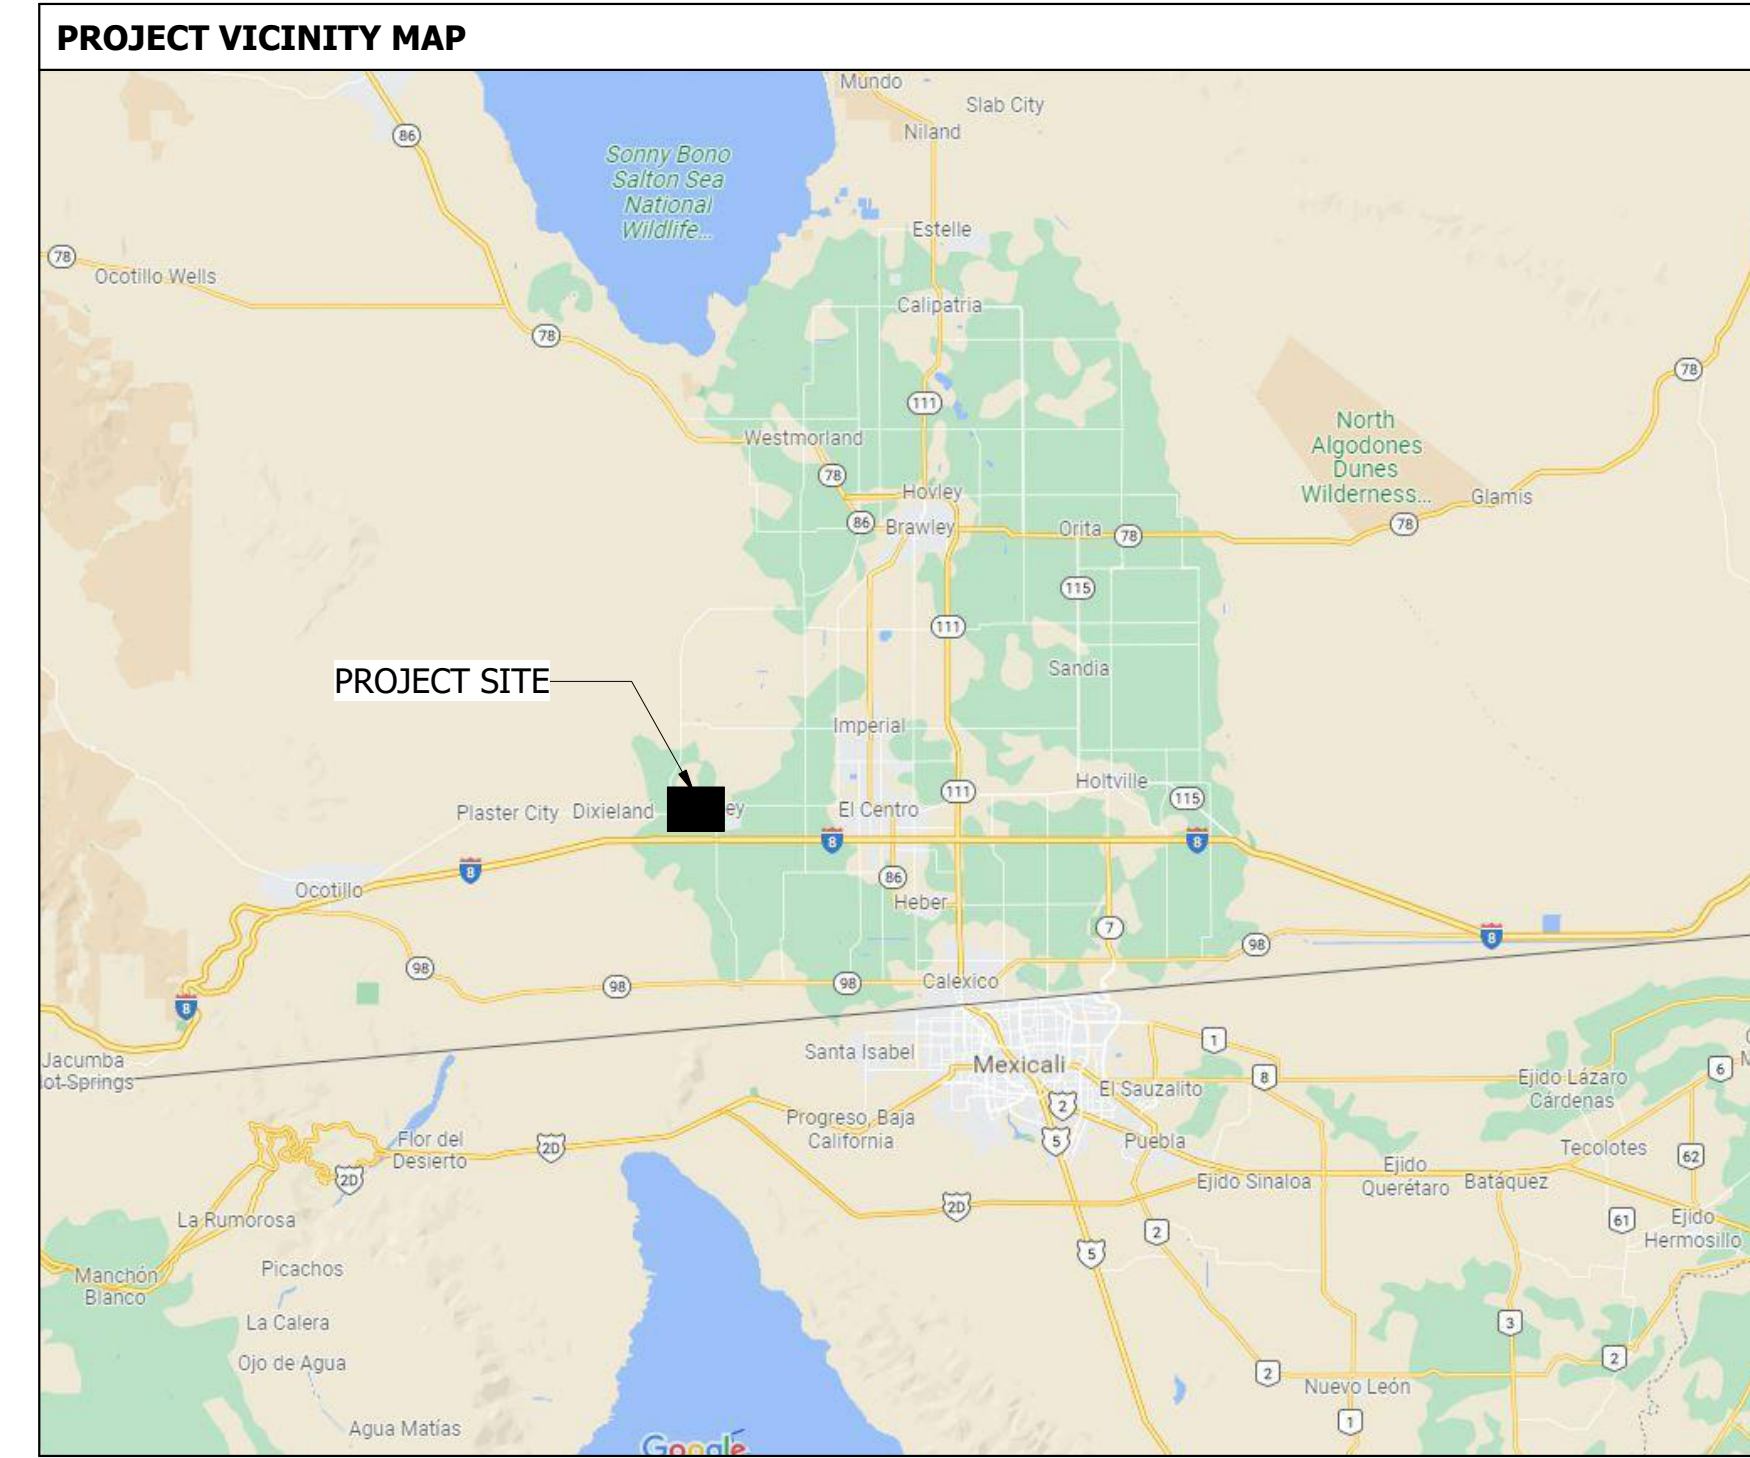 PROJECT VICINITY MAP
Mundo
Slab City
86
Niland
Sonny Bono
Salton Sea
National
Wildlife...
Estelle
78
Ocotillo Wells
Calipatria
78
78
111
North
Algodones
Dunes
Wilderness...
Westmorland
78
Hovley
Glamis
86
Brawley
Orita
78
78
115
111
Sandia
PROJECT SITE
Imperial
Holtville
111
115
Plaster City
Dixieland
ey
El Centro
8
8
8
86
Ocotillo
Heber
7
98
8
98
98
98
Calexico
8
1
Santa Isabel
Jacumba
ot Springs
Mexicali
8
6
Ejido Lázaro
Cárdenas
El Sauzalito
2
Progreso, Baja
California
5
Puebla
Flor del
Desierto
2D
Tecolotes
62
Ejido
Querétaro
Batáquez
Ejido Sinaloa
2D
2D
La Rumorosa
2
61
Ejido
Hermosillo
5
Picachos
Manchón
Blanco
La Calera
3
Ojo de Agua
2
2
Nuevo León
Agua Matías
1
Google